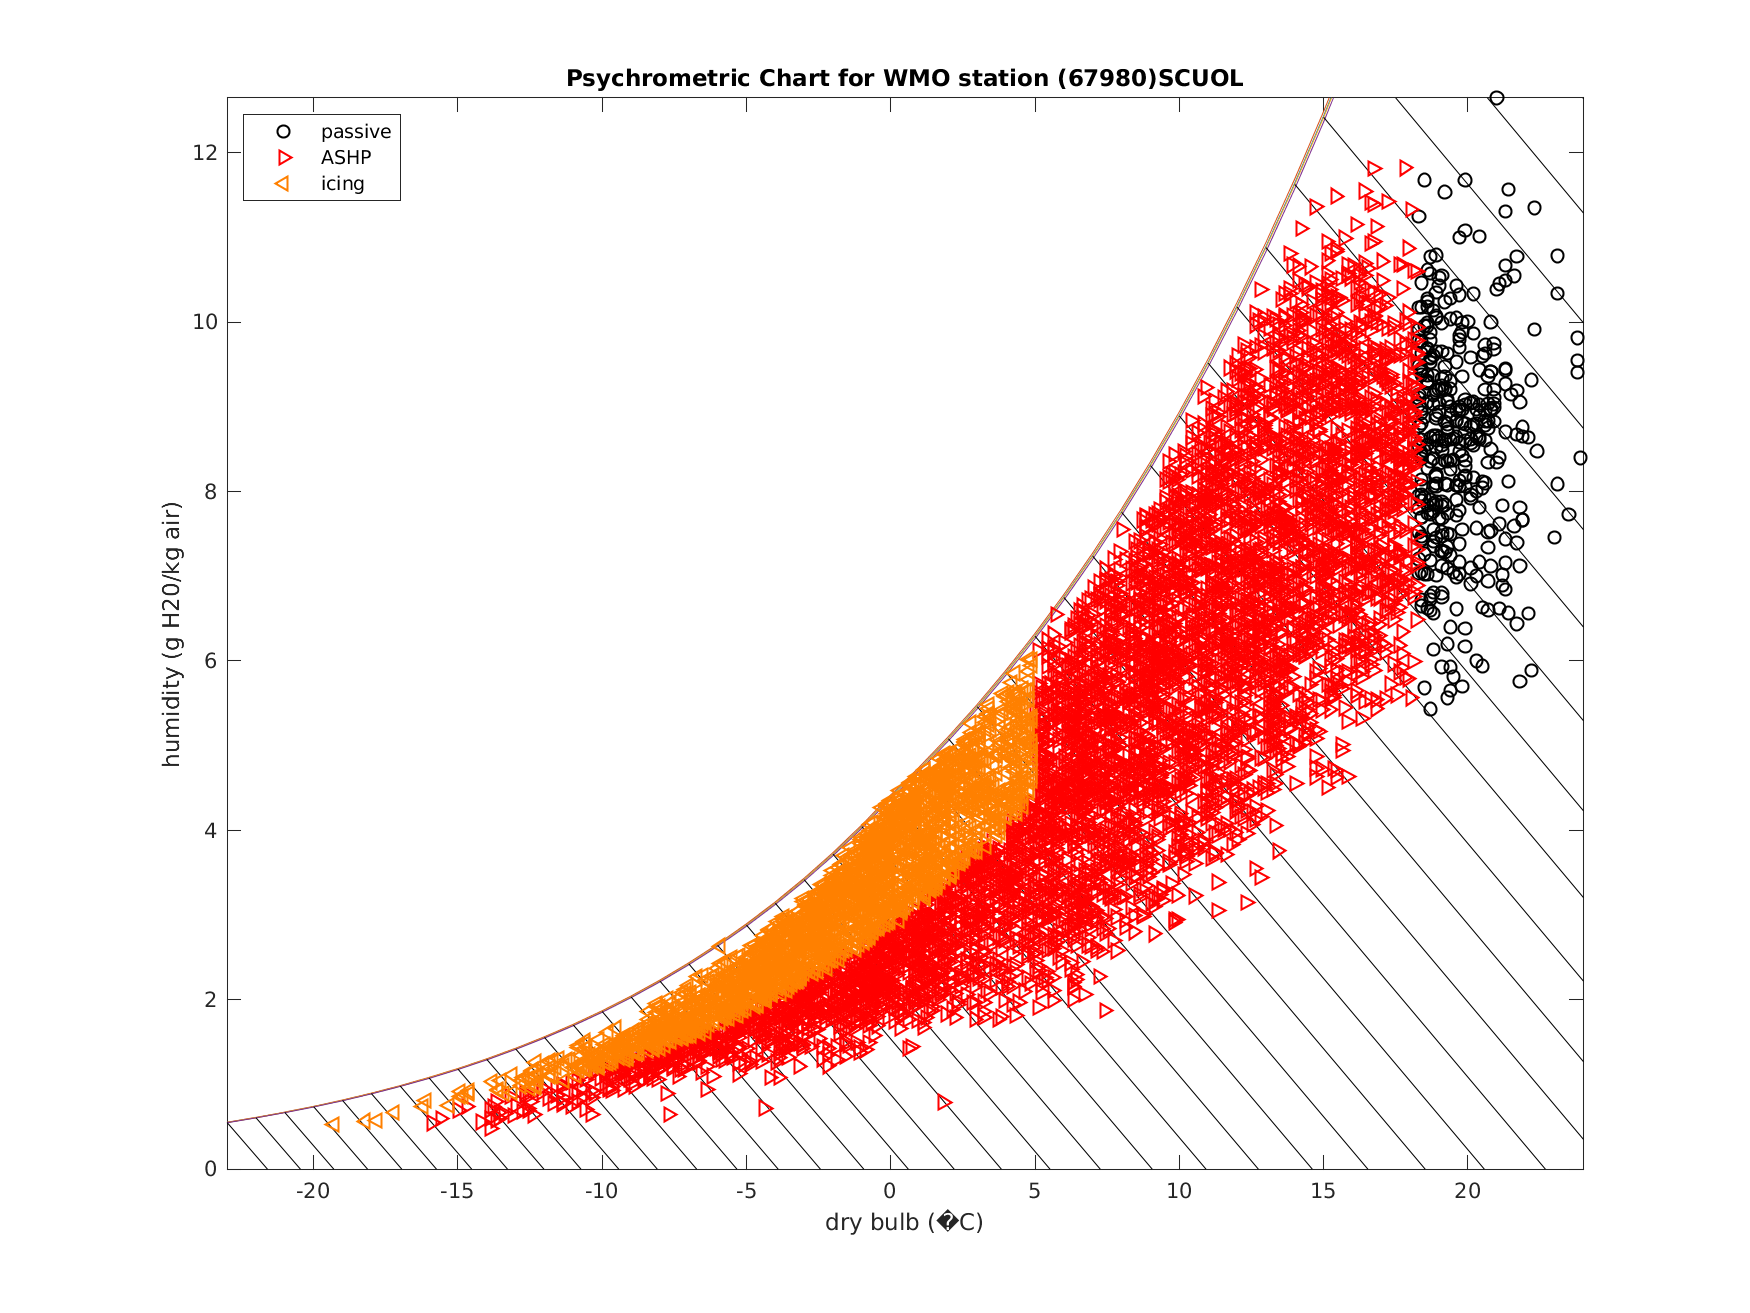 Psychrometric Chart for WMO station (67980)SCUOL
passive
ASHP
icing
humidity (g H20/kg air)
12
10
8
6
4
2
0
-20 -15 -10 -5 0 5 10 15 20
dry bulb (�C)